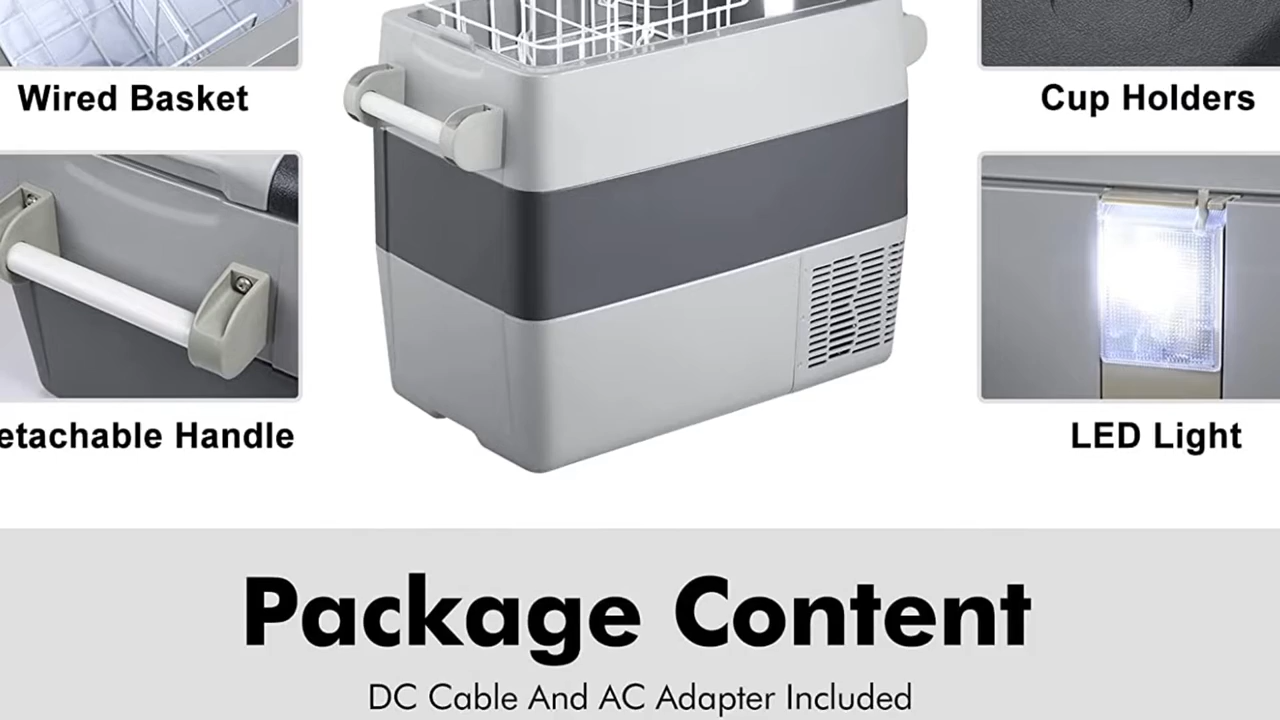 Wired Basket
Cup Holders
etachable Handle
LED Light
Package Content
DC Cable And AC Adapter Included